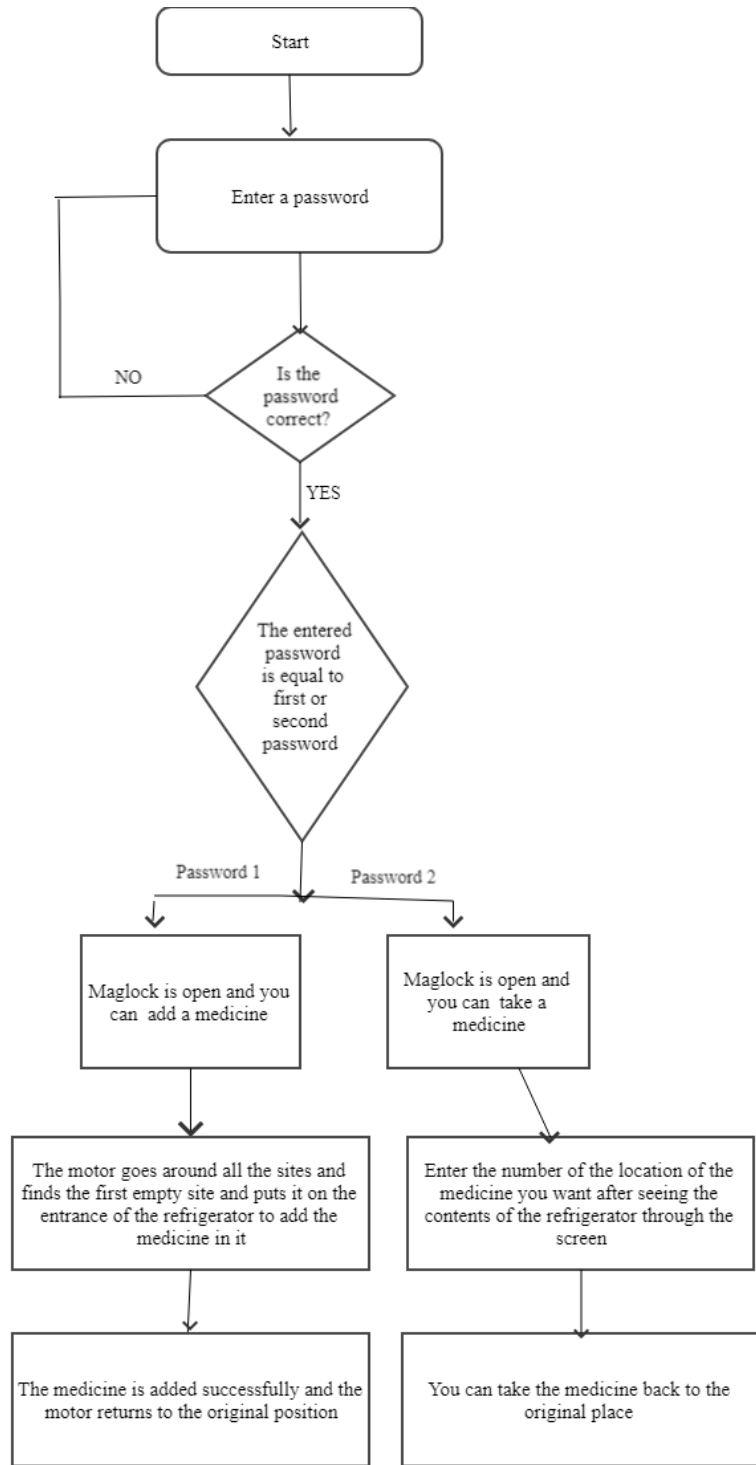 Start
Enter a password
Is the
password
correct?
NO
YES
The entered
password
is equal to
first or
second
password
Password 1
Password 2
Maglock is open and you
can add a medicine
Maglock is open and
you can take a
medicine
The motor goes around all the sites and
finds the first empty site and puts it on the
entrance of the refrigerator to add the
medicine in it
Enter the number of the location of the
medicine you want after seeing the
contents of the refrigerator through the
screen
The medicine is added successfully and the
motor returns to the original position
You can take the medicine back to the
original place